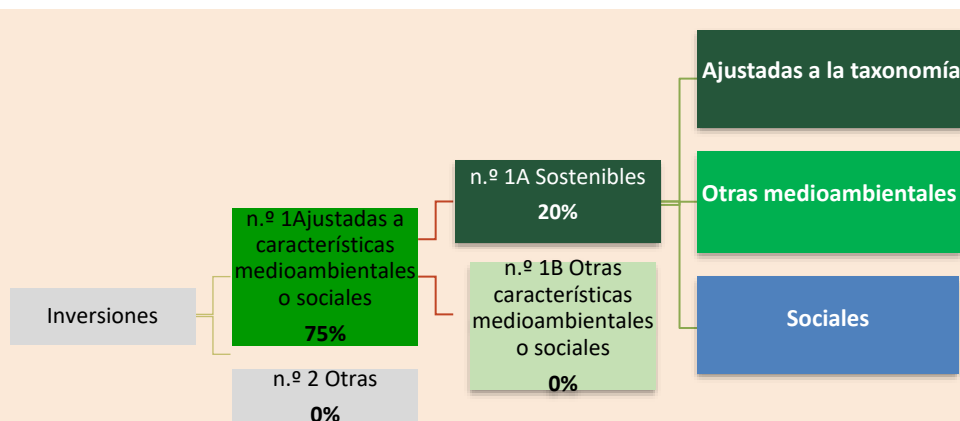 Inversiones
n.º 1Ajustadas a
características
medioambientales
o sociales
75%
n.º 2 Otras
0%
n.º 1A Sostenibles
20%
n.º 1B Otras
características
medioambientales
o sociales
0%
Ajustadas a la taxonomía
Otras medioambientales
Sociales